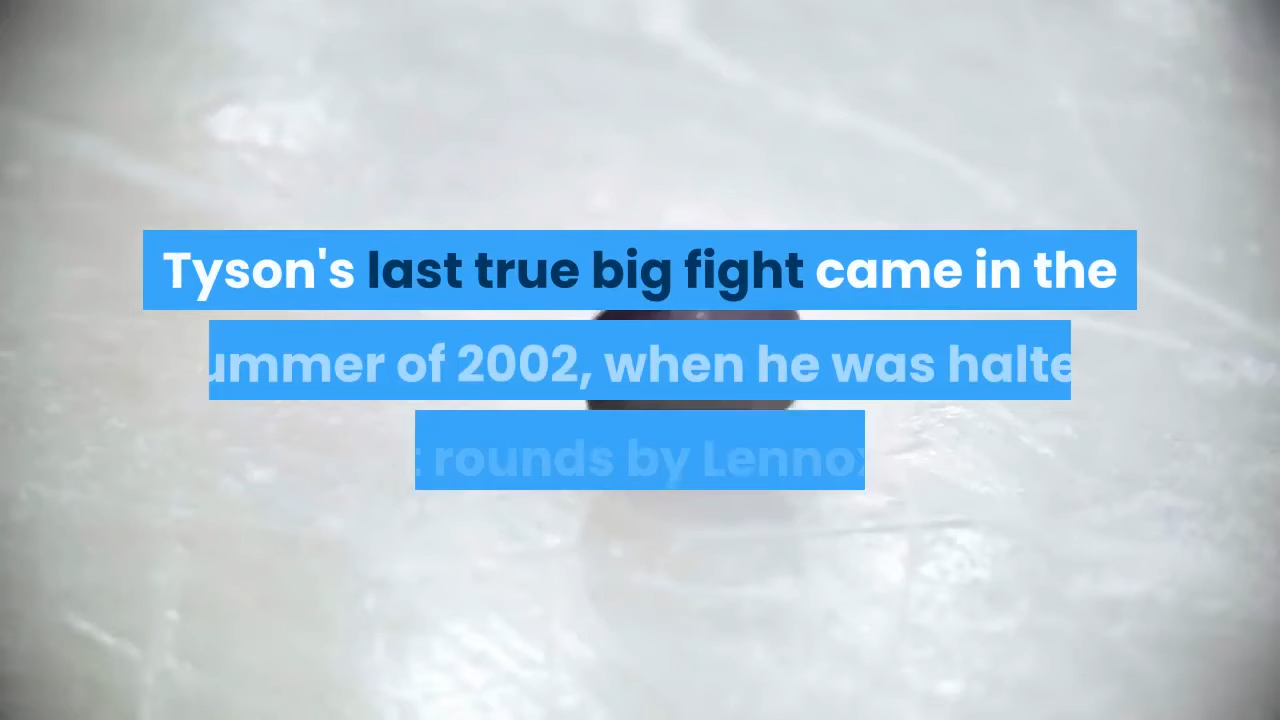 Tyson's last true big fight came in the
ummer of 2002, when he was halte
rounds by Lennox